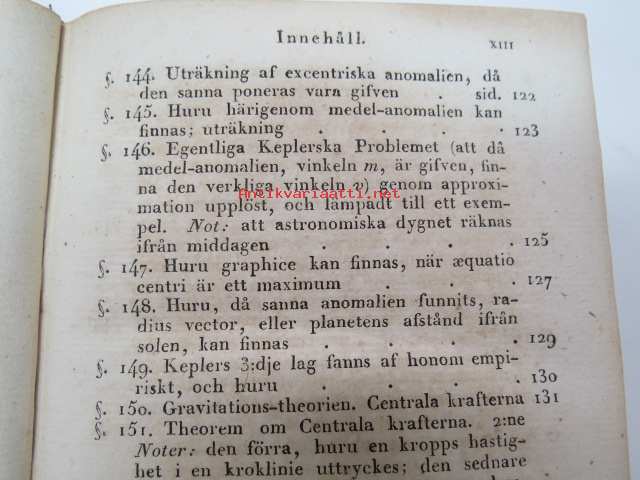 Innehåll. XIII
§. 144. Uträkning af excentriska anomalien, då
den sanna poneras vara gifven . sid. 122
§. 145. Huru härigenom medel-anomalien kan
finnas; uträkning . . . . 123
§. 146. Egentliga Keplerska Problemet (att då
medel-anomalien, vinkeln m, är gifven, fin-
na den verkliga vinkeln v) genom approxi-
mation upplöst, och lämpadt till ett exem-
pel. Not: att astronomiska dygnet räknas
ifrån middagen . . . . 125
§. 147. Huru graphice kan finnas, när æquatio
centri är ett maximum . . . 127
§. 148. Huru, då sanna anomalien funnits, ra-
dius vector, eller planetens afstånd ifrån
solen, kan finnas . . . . 129
§. 149. Keplers 3:dje lag fanns af honom empi-
riskt, och huru . . . . 130
§. 150. Gravitations-theorien. Centrala krafterna 131
§. 151. Theorem om Centrala krafterna. 2:ne
Noter: den förra, huru en kropps hastig-
het i en kroklinie uttryckes; den sednare
Antikvariaatti.net